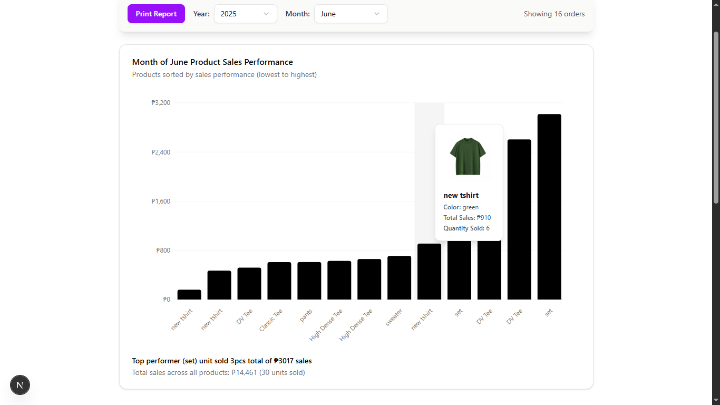 Print Report Year: 2025 Month: June Showing 16 orders
Month of June Product Sales Performance
Products sorted by sales performance (lowest to highest)
₱3,200
₱2,400
₱1,600
₱800
₱0
new tshirt
Color: green
Total Sales: ₱910
Quantity Sold: 6
new tshirt new tshirt DV Tee Classic Tee pants High Dense Tee High Dense Tee sweater new tshirt set DV Tee DV Tee set
Top performer (set) unit sold 3pcs total of ₱3017 sales
Total sales across all products: ₱14,461 (30 units sold)
N